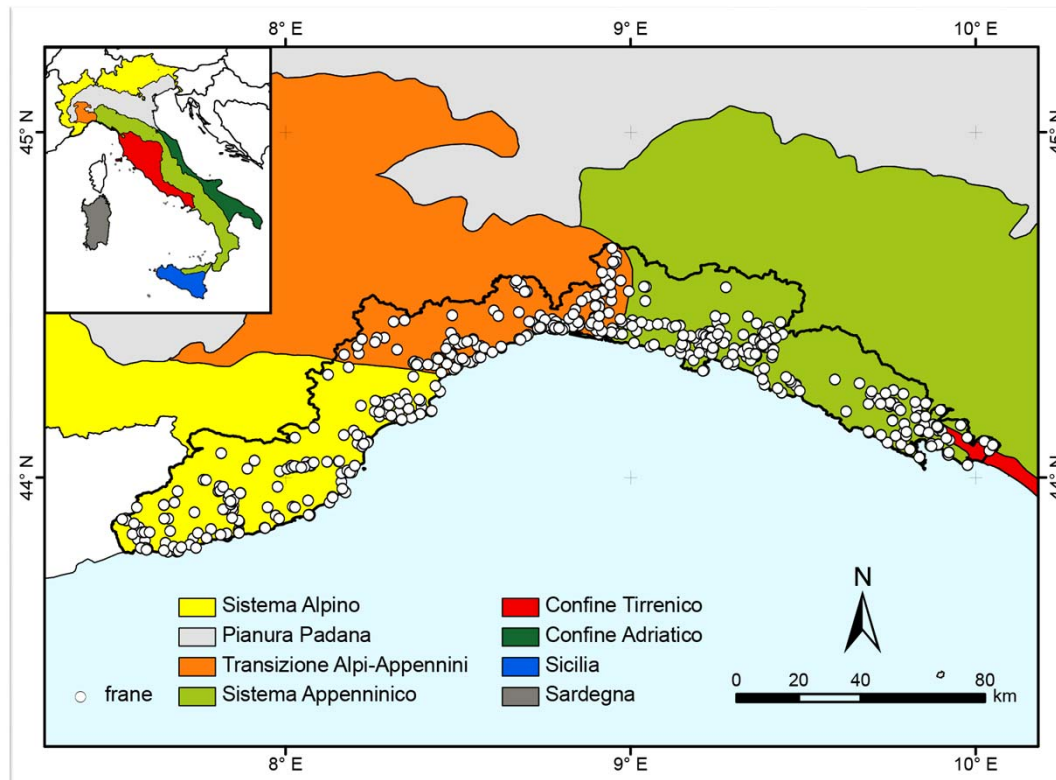 8° E
9° E
10° E
45° N
45° N
44° N
44° N
N
Sistema Alpino
Pianura Padana
Transizione Alpi-Appennini
Sistema Appenninico
frane
Confine Tirrenico
Confine Adriatico
Sicilia
Sardegna
0 20 40 60 80
km
8° E
9° E
10° E